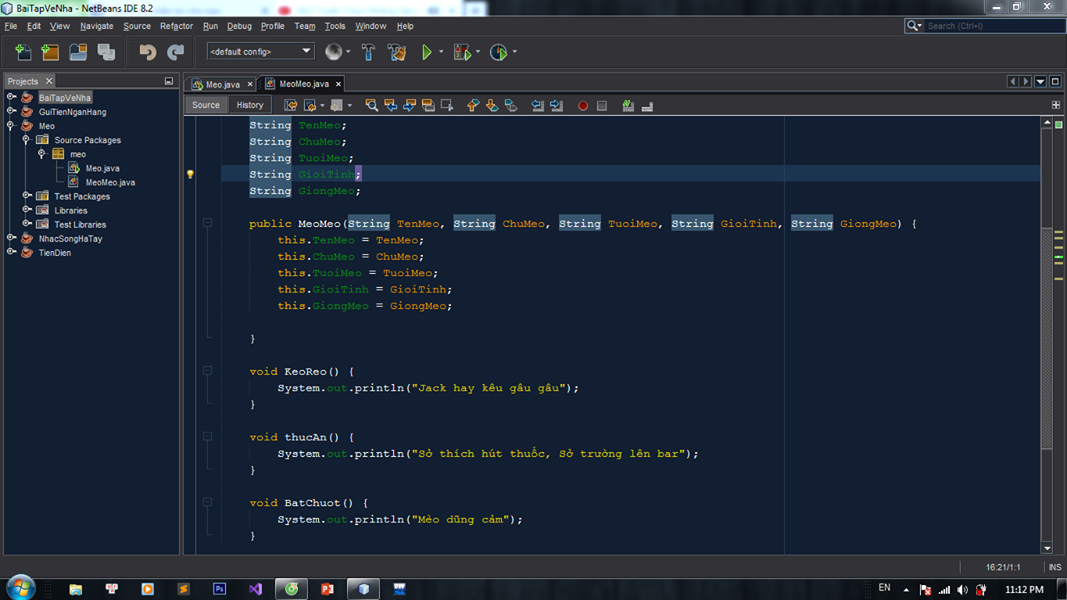 BaiTapVeNha - NetBeans IDE 8.2
File Edit View Navigate Source Refactor Run Debug Profile Team Tools Window Help
Search (Ctrl+I)
<default config>
Projects
Meo.java MeoMeo.java
BaiTapVeNha
GuiTienNganHang
Meo
Source Packages
meo
Meo.java
MeoMeo.java
Test Packages
Libraries
Test Libraries
NhacSongHaTay
TienDien
Source History
String TenMeo;
String ChuMeo;
String TuoiMeo;
String GioiTinh;
String GiongMeo;
public MeoMeo(String TenMeo, String ChuMeo, String TuoiMeo, String GioiTinh, String GiongMeo) {
this.TenMeo = TenMeo;
this.ChuMeo = ChuMeo;
this.TuoiMeo = TuoiMeo;
this.GioiTinh = GioiTinh;
this.GiongMeo = GiongMeo;
}
void KeoReo() {
System.out.println("Jack hay kêu gâu gâu");
}
void thucAn() {
System.out.println("Sở thích hút thuốc, Sở trường lên bar");
}
void BatChuot() {
System.out.println("Mèo dũng cảm");
}
16:21/1:1 INS
EN 11:12 PM